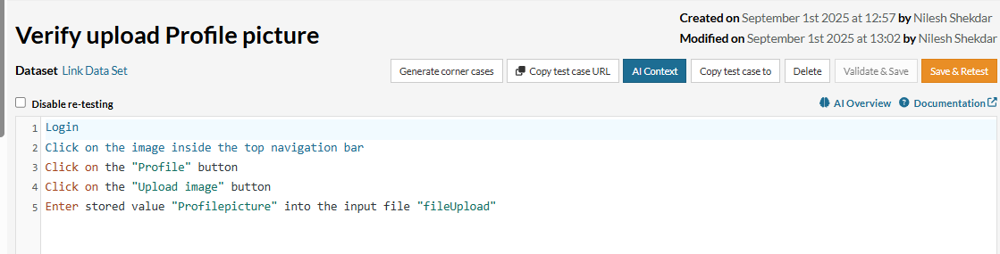 Created on September 1st 2025 at 12:57 by Nilesh Shekdar
Verify upload Profile picture
Modified on September 1st 2025 at 13:02 by Nilesh Shekdar
Dataset Link Data Set
Generate corner cases
Copy test case URL
AI Context
Copy test case to
Delete
Validate & Save
Save & Retest
Disable re-testing
AI Overview
Documentation
1 Login
2 Click on the image inside the top navigation bar
3 Click on the "Profile" button
4 Click on the "Upload image" button
5 Enter stored value "Profilepicture" into the input file "fileUpload"